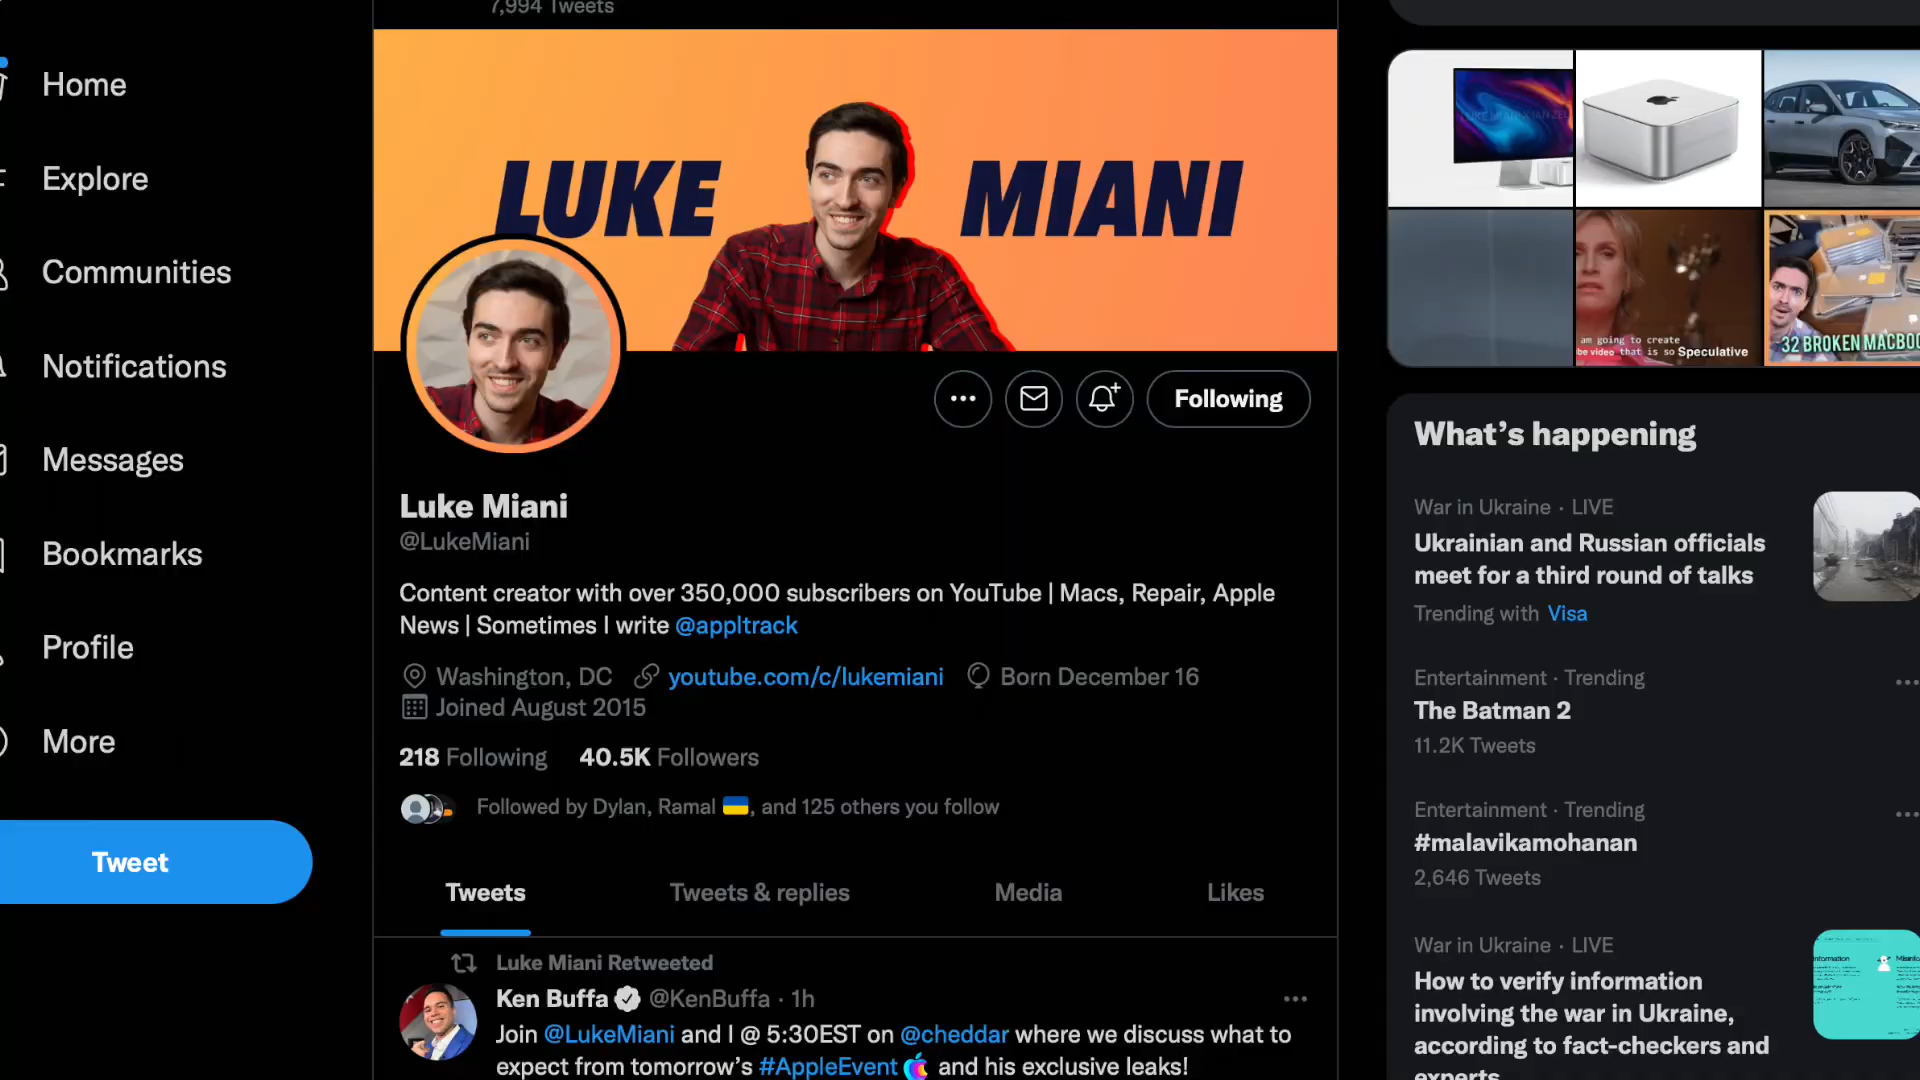 7,994 Tweets
Home
Explore
Communities
Notifications
Messages
Bookmarks
Profile
More
Tweet
LUKE MIANI
Following
Luke Miani
@LukeMiani
Content creator with over 350,000 subscribers on YouTube | Macs, Repair, Apple
News | Sometimes I write @appltrack
Washington, DC youtube.com/c/lukemiani Born December 16
Joined August 2015
218 Following 40.5K Followers
Followed by Dylan, Ramal 🇺🇦, and 125 others you follow
Tweets Tweets & replies Media Likes
Luke Miani Retweeted
Ken Buffa @KenBuffa · 1h
Join @LukeMiani and I @ 5:30EST on @cheddar where we discuss what to
expect from tomorrow’s #AppleEvent and his exclusive leaks!
am going to create
be video that is so Speculative
32 BROKEN MACBOO
What’s happening
War in Ukraine · LIVE
Ukrainian and Russian officials
meet for a third round of talks
Trending with Visa
Entertainment · Trending
The Batman 2
11.2K Tweets
Entertainment · Trending
#malavikamohanan
2,646 Tweets
War in Ukraine · LIVE
How to verify information
involving the war in Ukraine,
according to fact-checkers and
experts